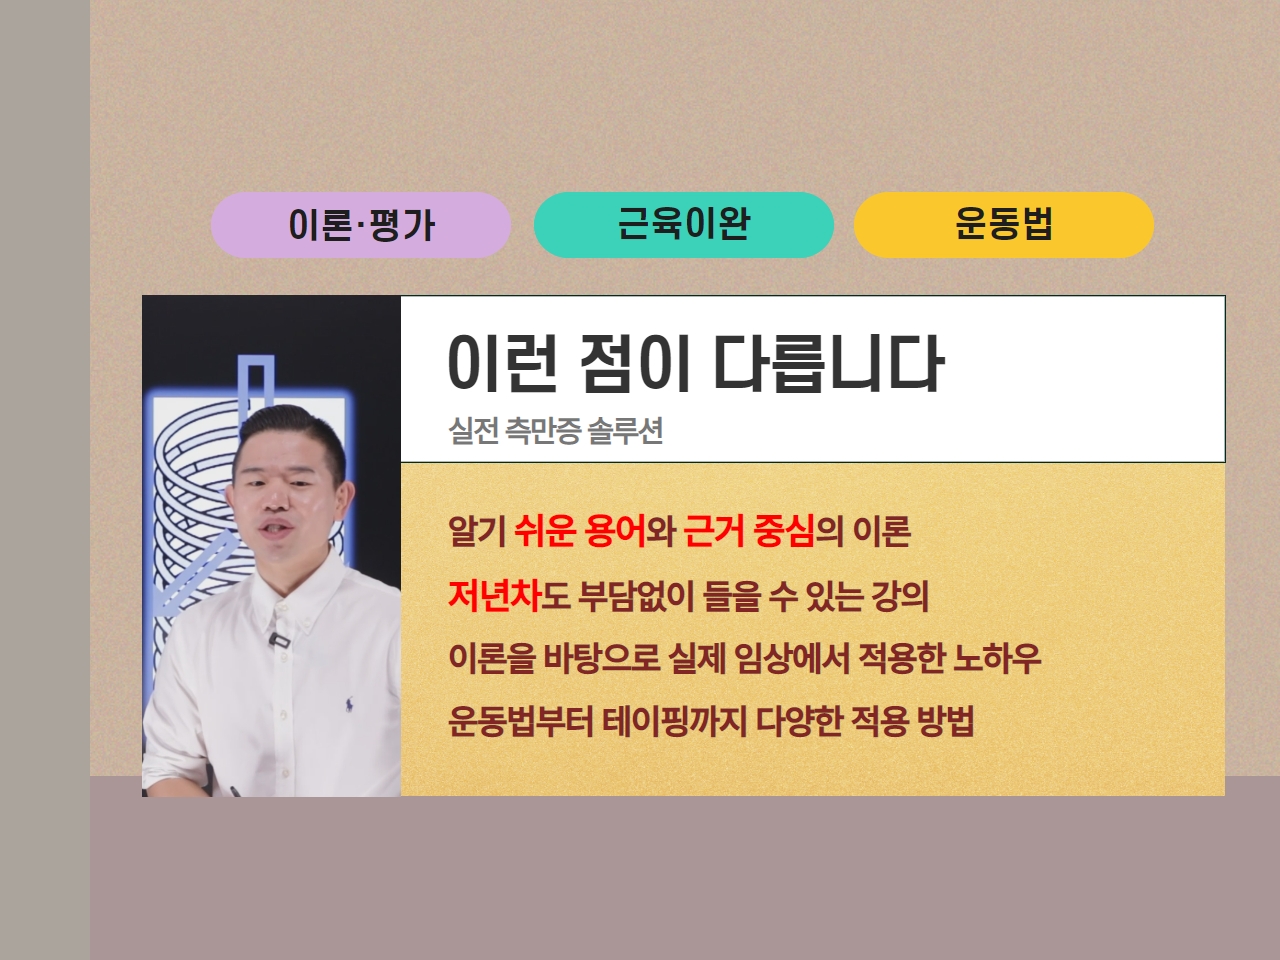 이론·평가
근육이완
운동법
이런 점이 다릅니다
실전 측만증 솔루션
알기 쉬운 용어와 근거 중심의 이론
저년차도 부담없이 들을 수 있는 강의
이론을 바탕으로 실제 임상에서 적용한 노하우
운동법부터 테이핑까지 다양한 적용 방법